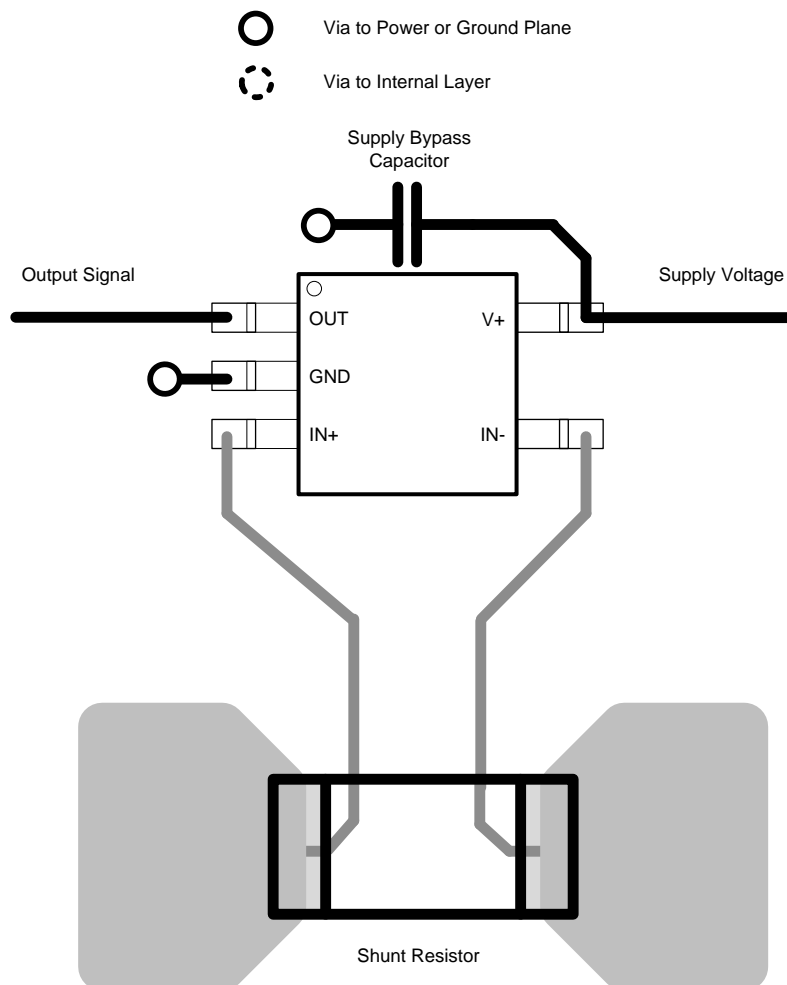 Via to Power or Ground Plane
Via to Internal Layer
Supply Bypass
Capacitor
Output Signal
Supply Voltage
OUT
V+
GND
IN+
IN-
Shunt Resistor